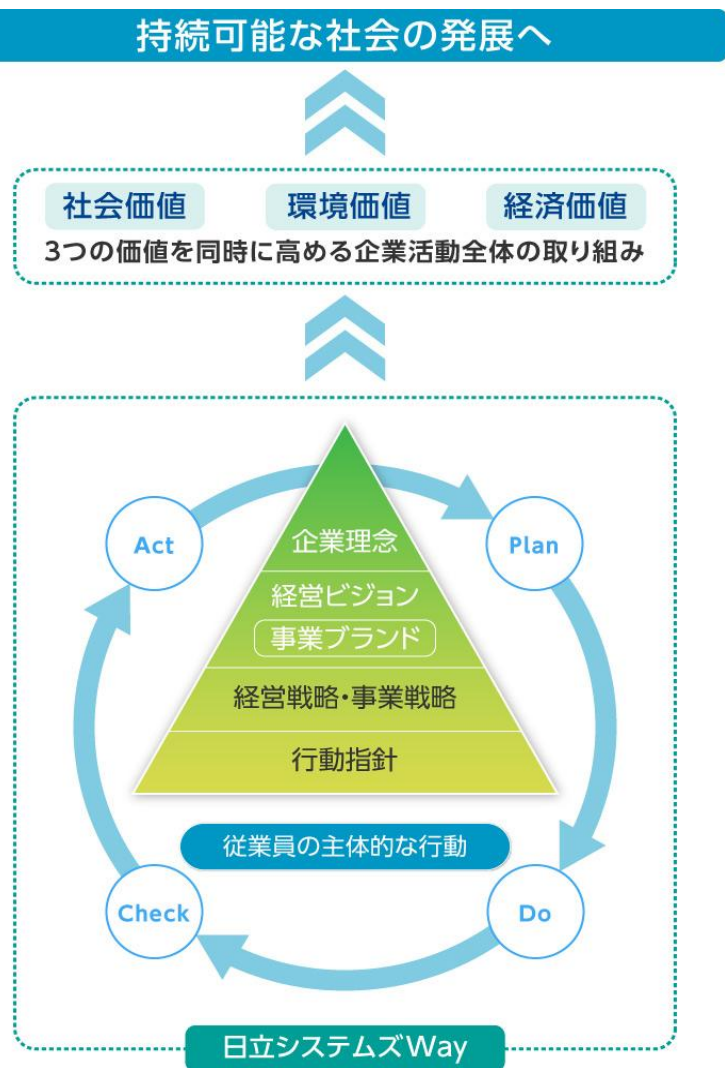 持続可能な社会の発展へ
社会価値 環境価値 経済価値
3つの価値を同時に高める企業活動全体の取り組み
Act
企業理念
Plan
経営ビジョン
事業ブランド
経営戦略・事業戦略
行動指針
従業員の主体的な行動
Check
Do
日立システムズWay